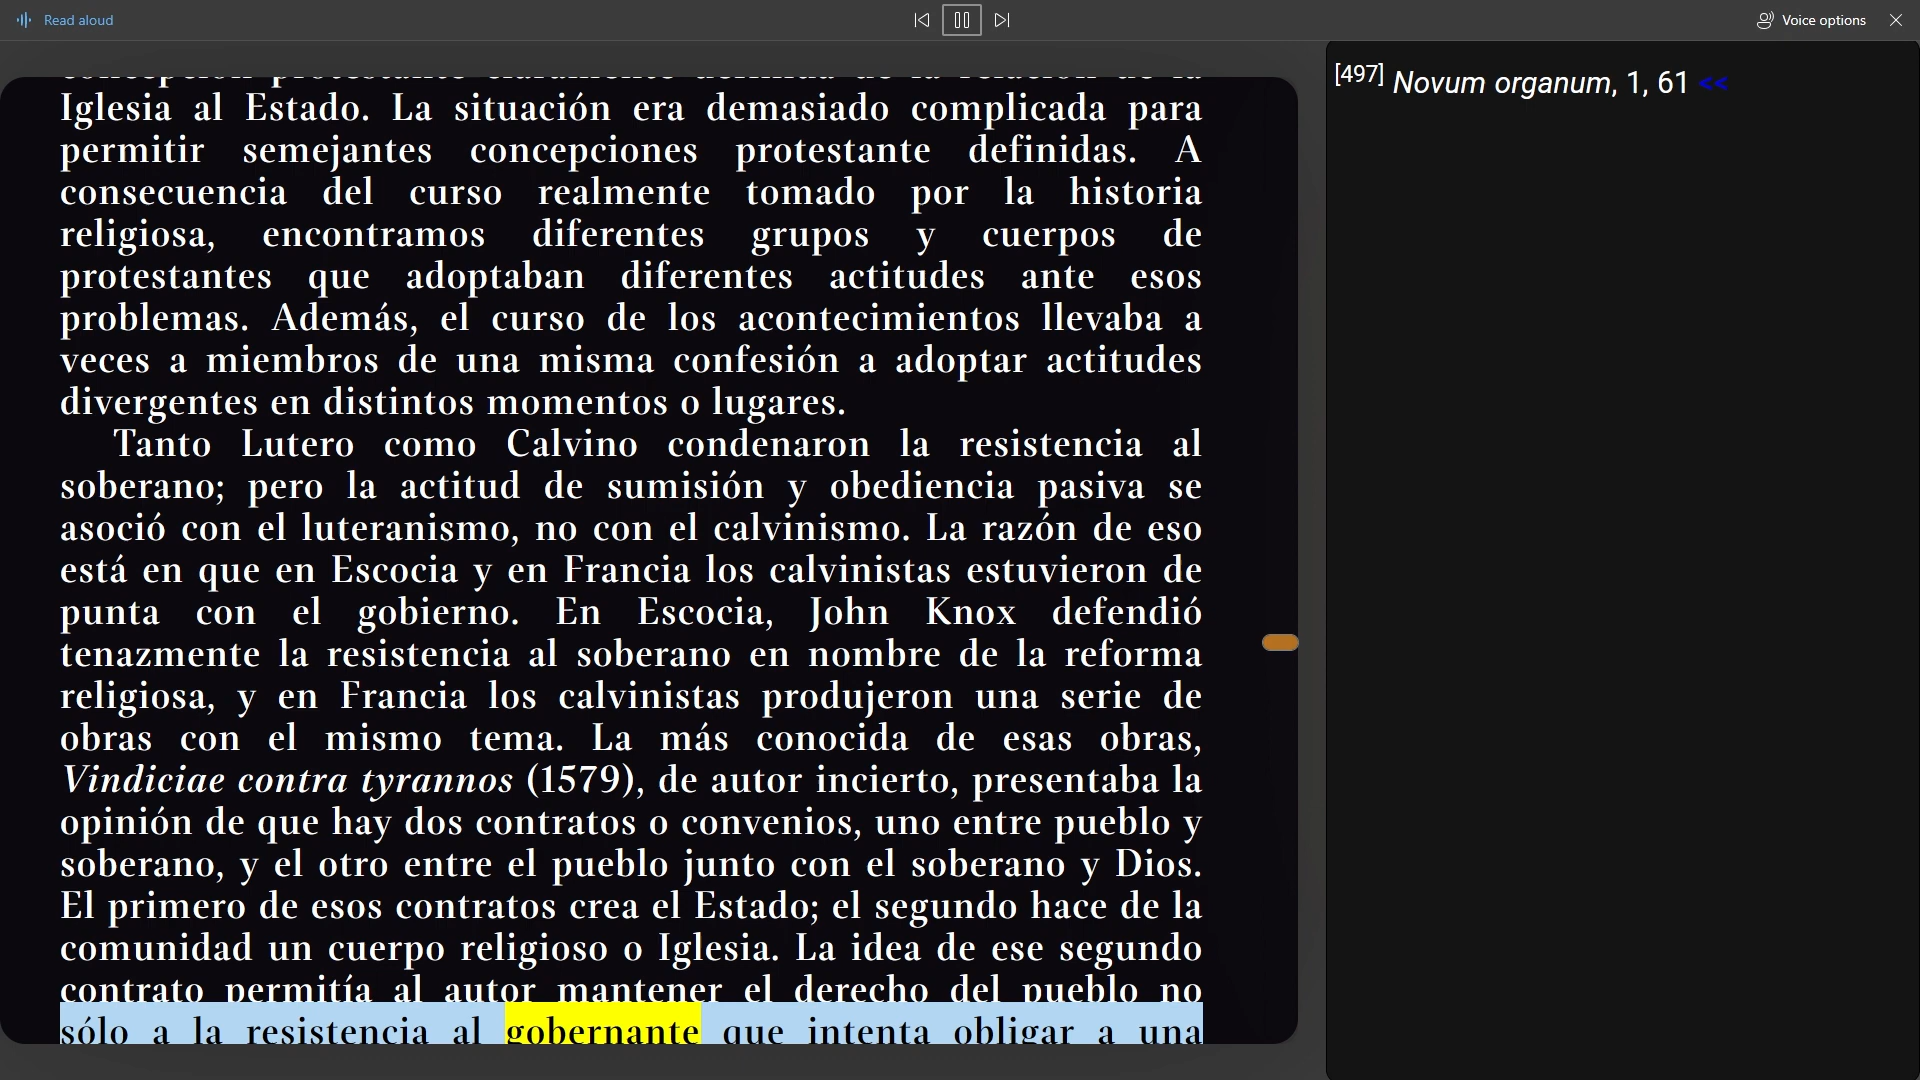 Read aloud
Voice options
concepción protestante claramente definida de la relación de la
Iglesia al Estado. La situación era demasiado complicada para
permitir semejantes concepciones protestante definidas. A
consecuencia del curso realmente tomado por la historia
religiosa, encontramos diferentes grupos y cuerpos de
protestantes que adoptaban diferentes actitudes ante esos
problemas. Además, el curso de los acontecimientos llevaba a
veces a miembros de una misma confesión a adoptar actitudes
divergentes en distintos momentos o lugares.
Tanto Lutero como Calvino condenaron la resistencia al
soberano; pero la actitud de sumisión y obediencia pasiva se
asoció con el luteranismo, no con el calvinismo. La razón de eso
está en que en Escocia y en Francia los calvinistas estuvieron de
punta con el gobierno. En Escocia, John Knox defendió
tenazmente la resistencia al soberano en nombre de la reforma
religiosa, y en Francia los calvinistas produjeron una serie de
obras con el mismo tema. La más conocida de esas obras,
Vindiciae contra tyrannos (1579), de autor incierto, presentaba la
opinión de que hay dos contratos o convenios, uno entre pueblo y
soberano, y el otro entre el pueblo junto con el soberano y Dios.
El primero de esos contratos crea el Estado; el segundo hace de la
comunidad un cuerpo religioso o Iglesia. La idea de ese segundo
contrato permitía al autor mantener el derecho del pueblo no
sólo a la resistencia al gobernante que intenta obligar a una
[497] Novum organum, 1, 61 <<